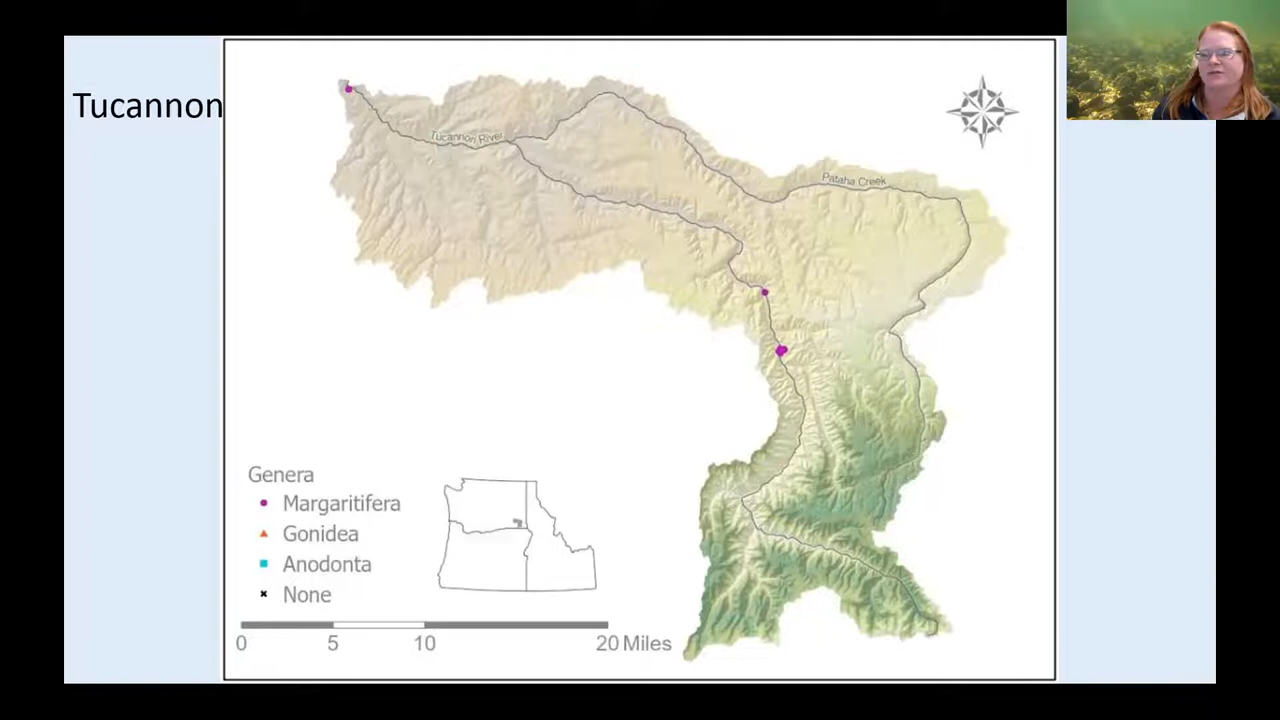 Tucannon
Tucannon River
Pataha Creek
Genera
Margaritifera
Gonidea
Anodonta
None
0 5 10 20 Miles